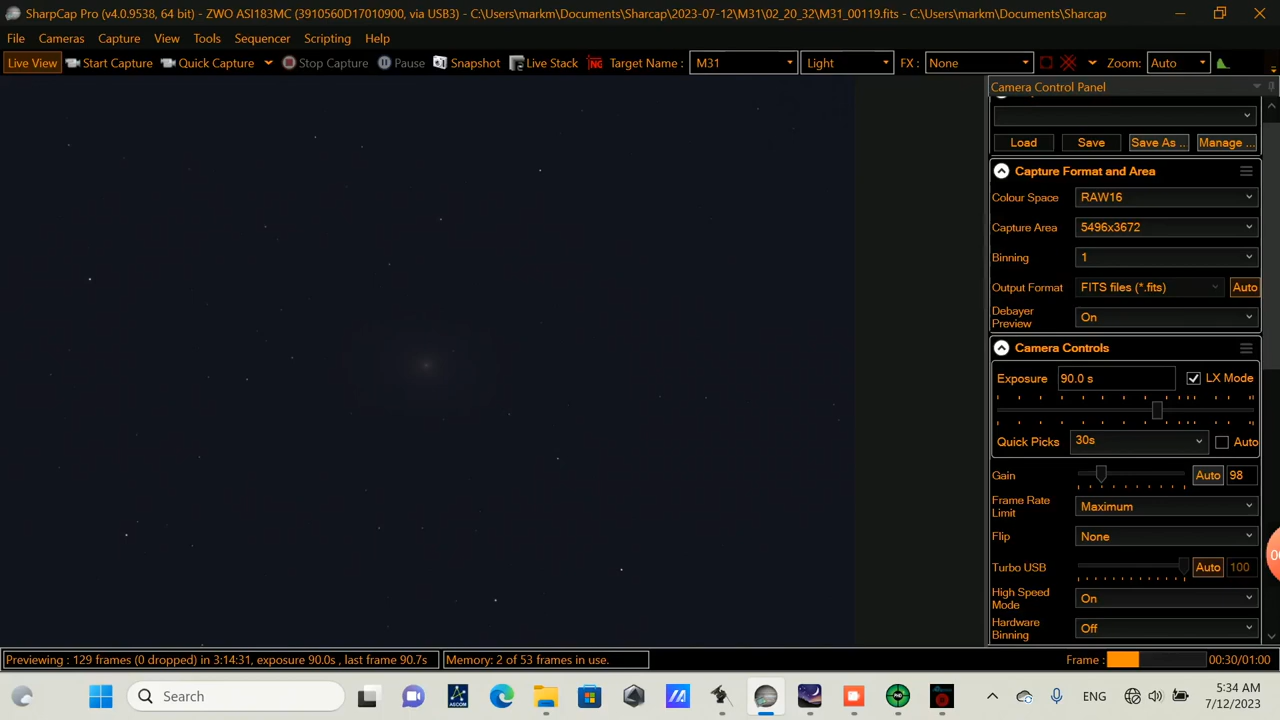 SharpCap Pro (v4.0.9538, 64 bit) - ZWO ASI183MC (3910560D17010900, via USB3) - C:\Users\markm\Documents\Sharcap\2023-07-12\M31\02_20_32\M31_00119.fits - C:\Users\markm\Documents\Sharcap
File Cameras Capture View Tools Sequencer Scripting Help
Live View Start Capture Quick Capture Stop Capture Pause Snapshot Live Stack NG Target Name : M31 Light FX : None Zoom: Auto
Camera Control Panel
Load Save Save As .. Manage ...
Capture Format and Area
Colour Space RAW16
Capture Area 5496x3672
Binning 1
Output Format FITS files (*.fits) Auto
Debayer
Preview On
Camera Controls
Exposure 90.0 s LX Mode
Quick Picks 30s Auto
Gain Auto 98
Frame Rate
Limit Maximum
Flip None
Turbo USB Auto 100
High Speed
Mode On
Hardware
Binning Off
Previewing : 129 frames (0 dropped) in 3:14:31, exposure 90.0s , last frame 90.7s Memory: 2 of 53 frames in use. Frame : 00:30/01:00
Search ASCOM ENG 5:34 AM
7/12/2023